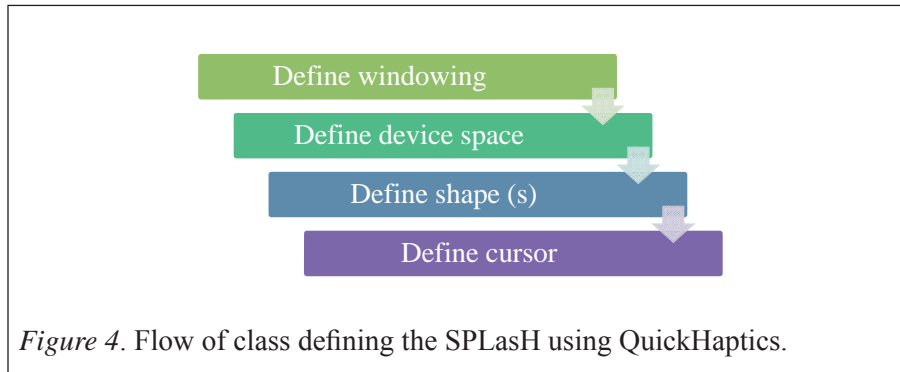 Define windowing
Define device space
Define shape (s)
Define cursor
Figure 4. Flow of class defining the SPLasH using QuickHaptics.